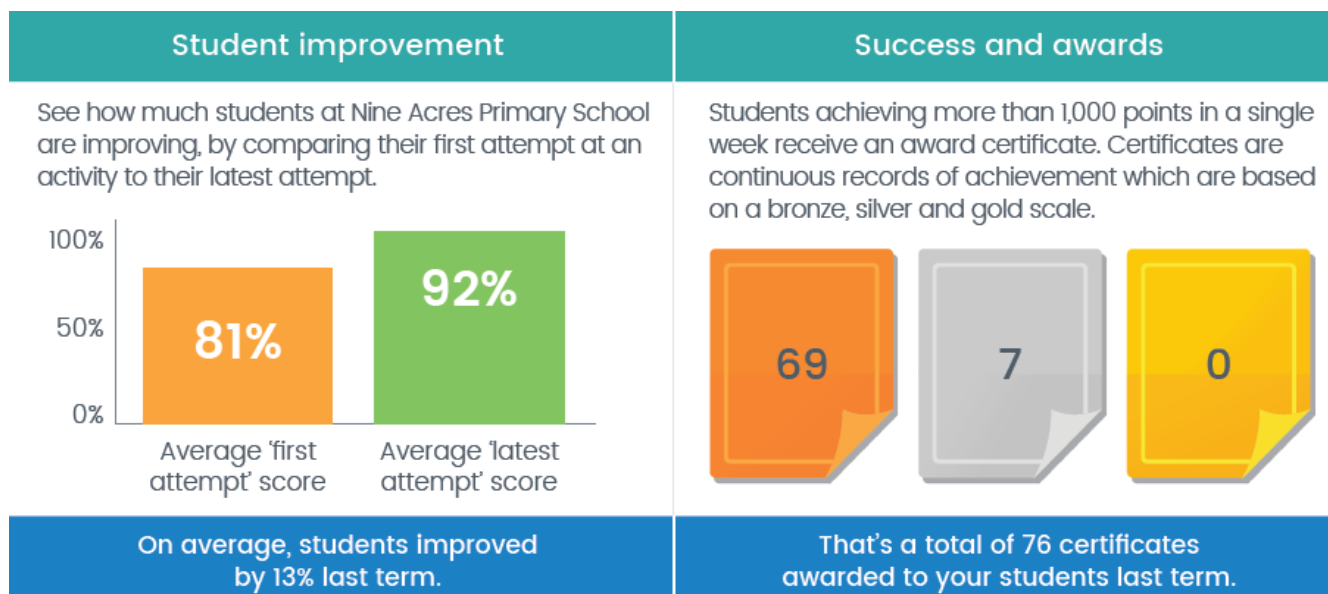 Student improvement
See how much students at Nine Acres Primary School
are improving, by comparing their first attempt at an
activity to their latest attempt.
100%
50%
0%
81%
92%
Average ‘first
attempt’ score
Average ‘latest
attempt’ score
On average, students improved
by 13% last term.
Success and awards
Students achieving more than 1,000 points in a single
week receive an award certificate. Certificates are
continuous records of achievement which are based
on a bronze, silver and gold scale.
69
7
0
That’s a total of 76 certificates
awarded to your students last term.